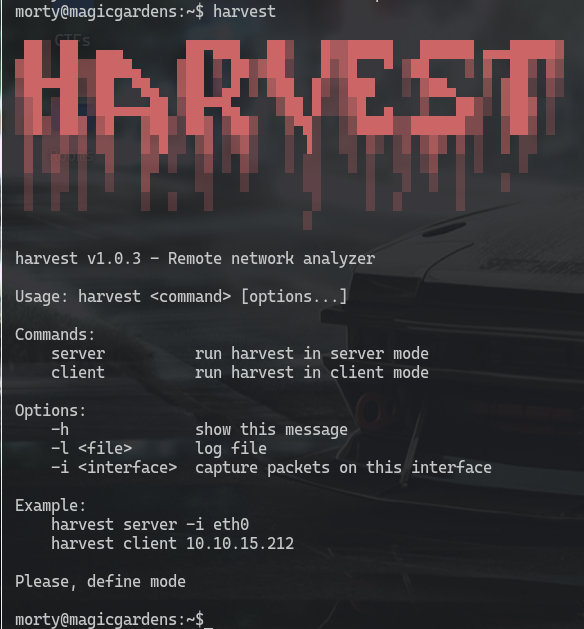 morty@magicgardens:~$ harvest
HARVEST
harvest v1.0.3 – Remote network analyzer
Usage: harvest <command> [options...]
Commands:
server run harvest in server mode
client run harvest in client mode
Options:
-h show this message
-l <file> log file
-i <interface> capture packets on this interface
Example:
harvest server -i eth0
harvest client 10.10.15.212
Please, define mode
morty@magicgardens:~$_